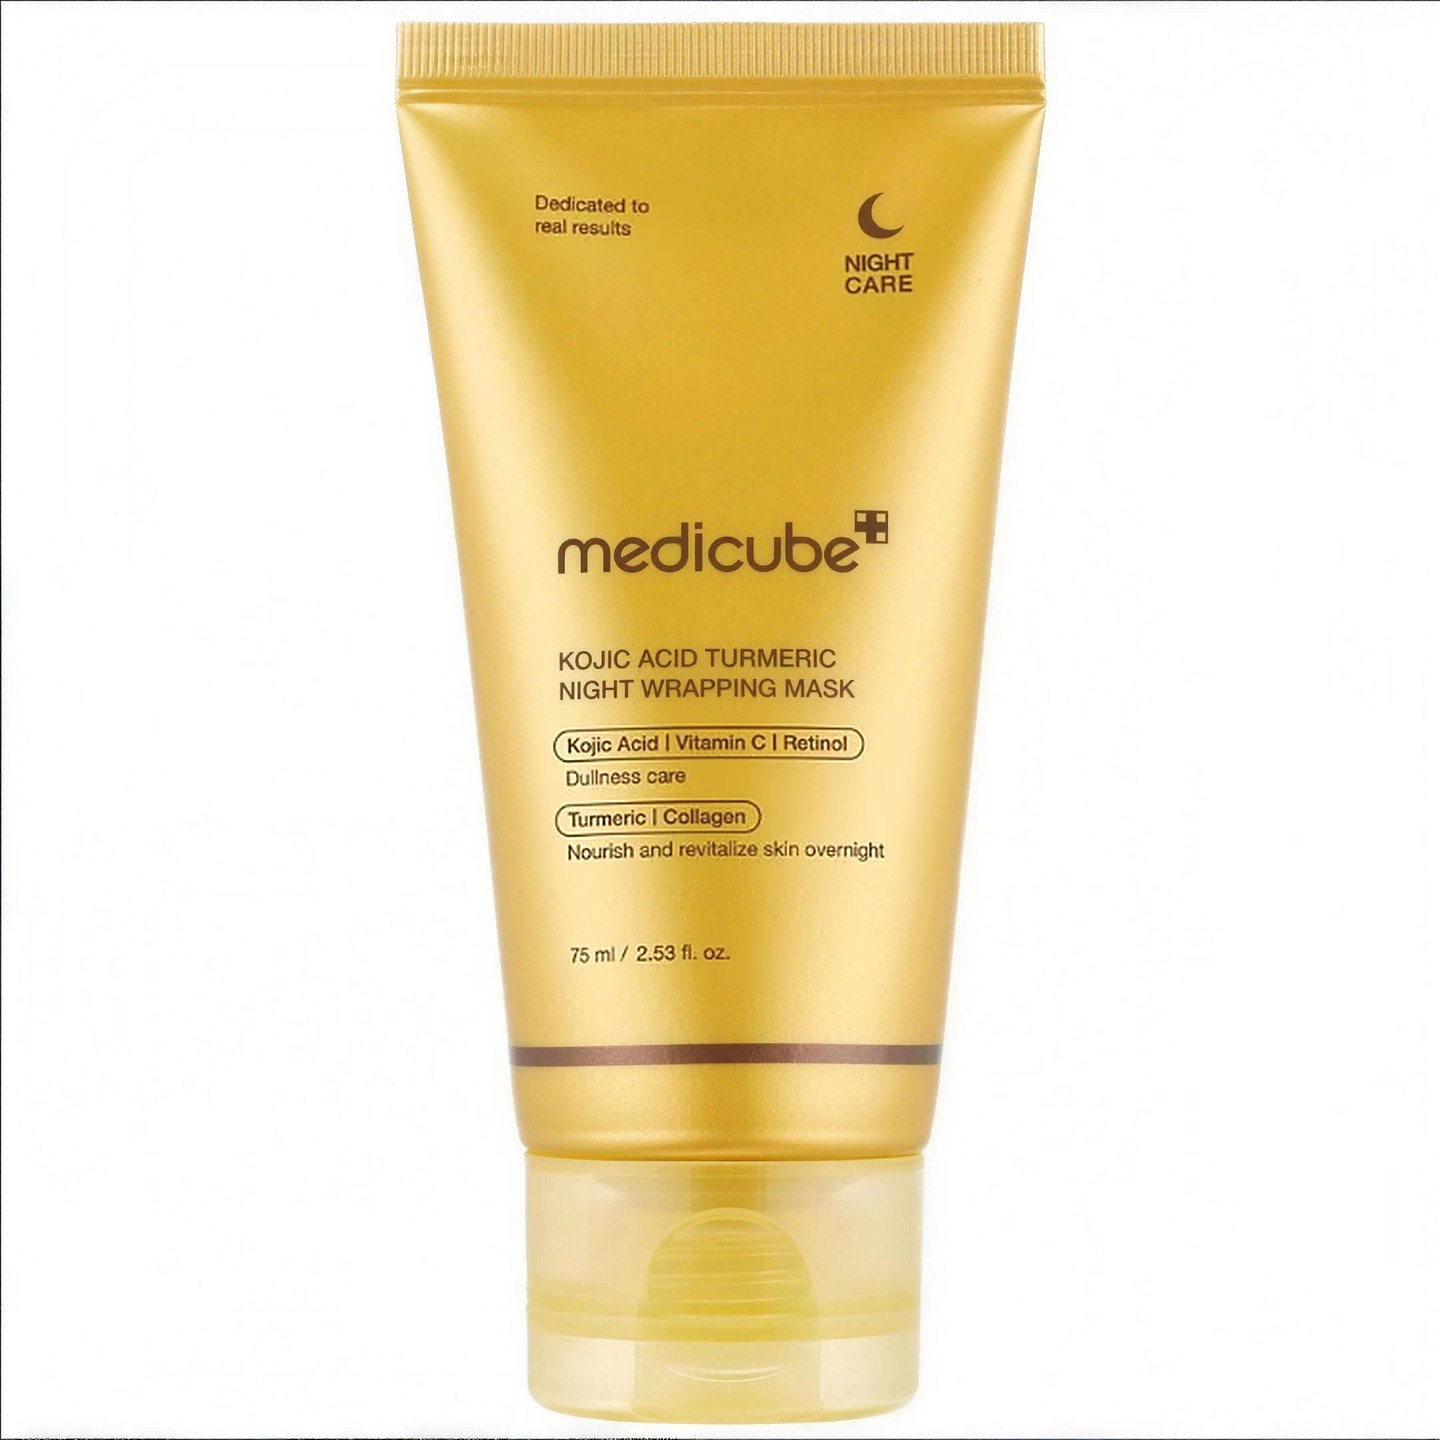 Dedicated to
real results
NIGHT
CARE
medicube
KOJIC ACID TURMERIC
NIGHT WRAPPING MASK
Kojic Acid | Vitamin C | Retinol
Dullness care
Turmeric | Collagen
Nourish and revitalize skin overnight
75 ml / 2.53 fl. oz.